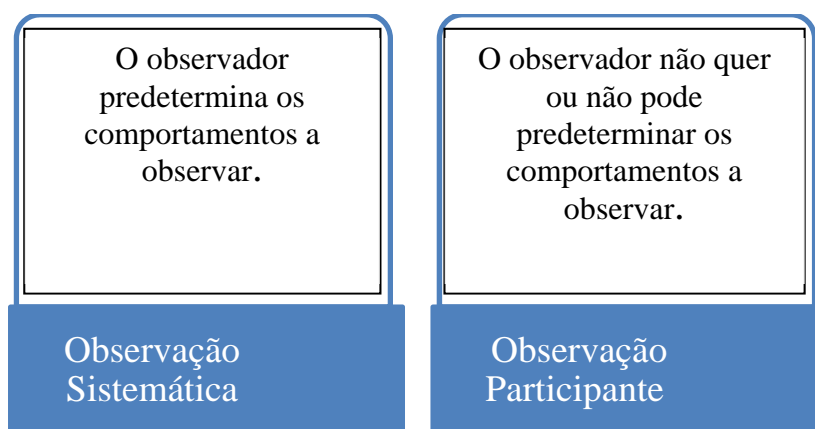 O observador
predetermina os
comportamentos a
observar.
Observação
Sistemática
O observador não quer
ou não pode
predeterminar os
comportamentos a
observar.
Observação
Participante